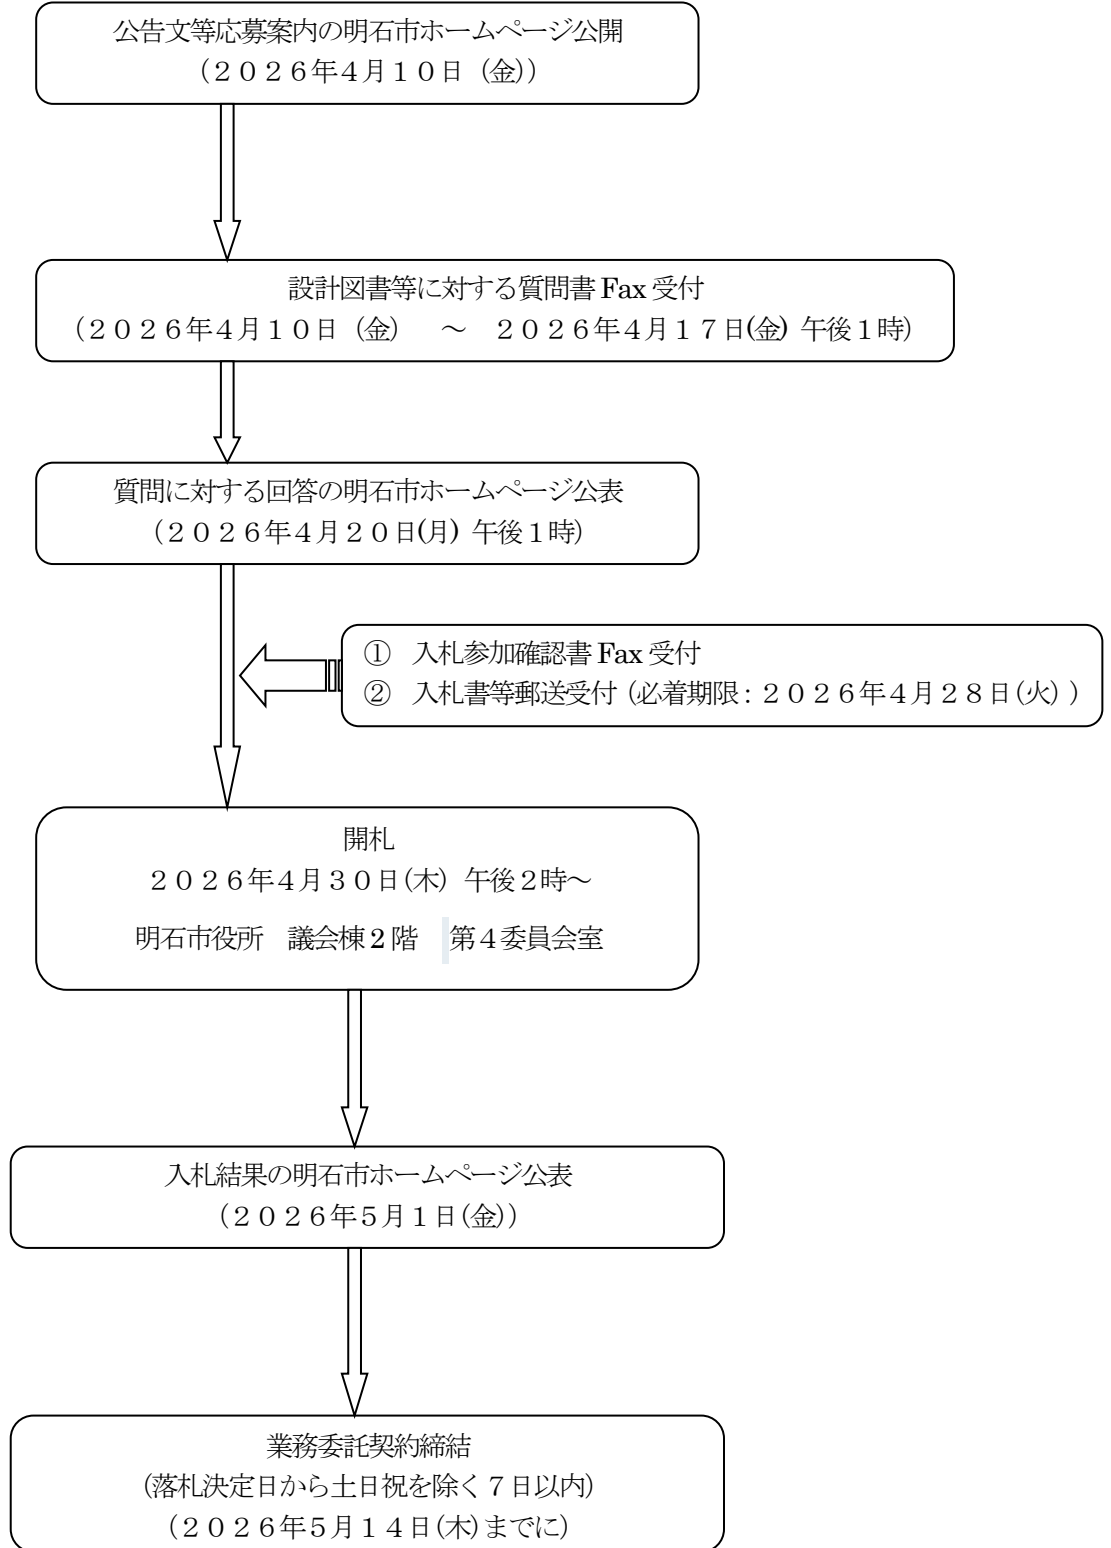 公告文等応募案内の明石市ホームページ公開
（２０２６年４月１０日（金））
設計図書等に対する質問書 Fax 受付
（２０２６年４月１０日（金）　～　２０２６年４月１７日(金) 午後１時）
質問に対する回答の明石市ホームページ公表
（２０２６年４月２０日(月) 午後１時）
①　入札参加確認書 Fax 受付
②　入札書等郵送受付（必着期限：２０２６年４月２８日(火)）
開札
２０２６年４月３０日(木) 午後２時～
明石市役所　議会棟２階　第４委員会室
入札結果の明石市ホームページ公表
（２０２６年５月１日(金)）
業務委託契約締結
（落札決定日から土日祝を除く７日以内）
（２０２６年５月１４日(木)までに）